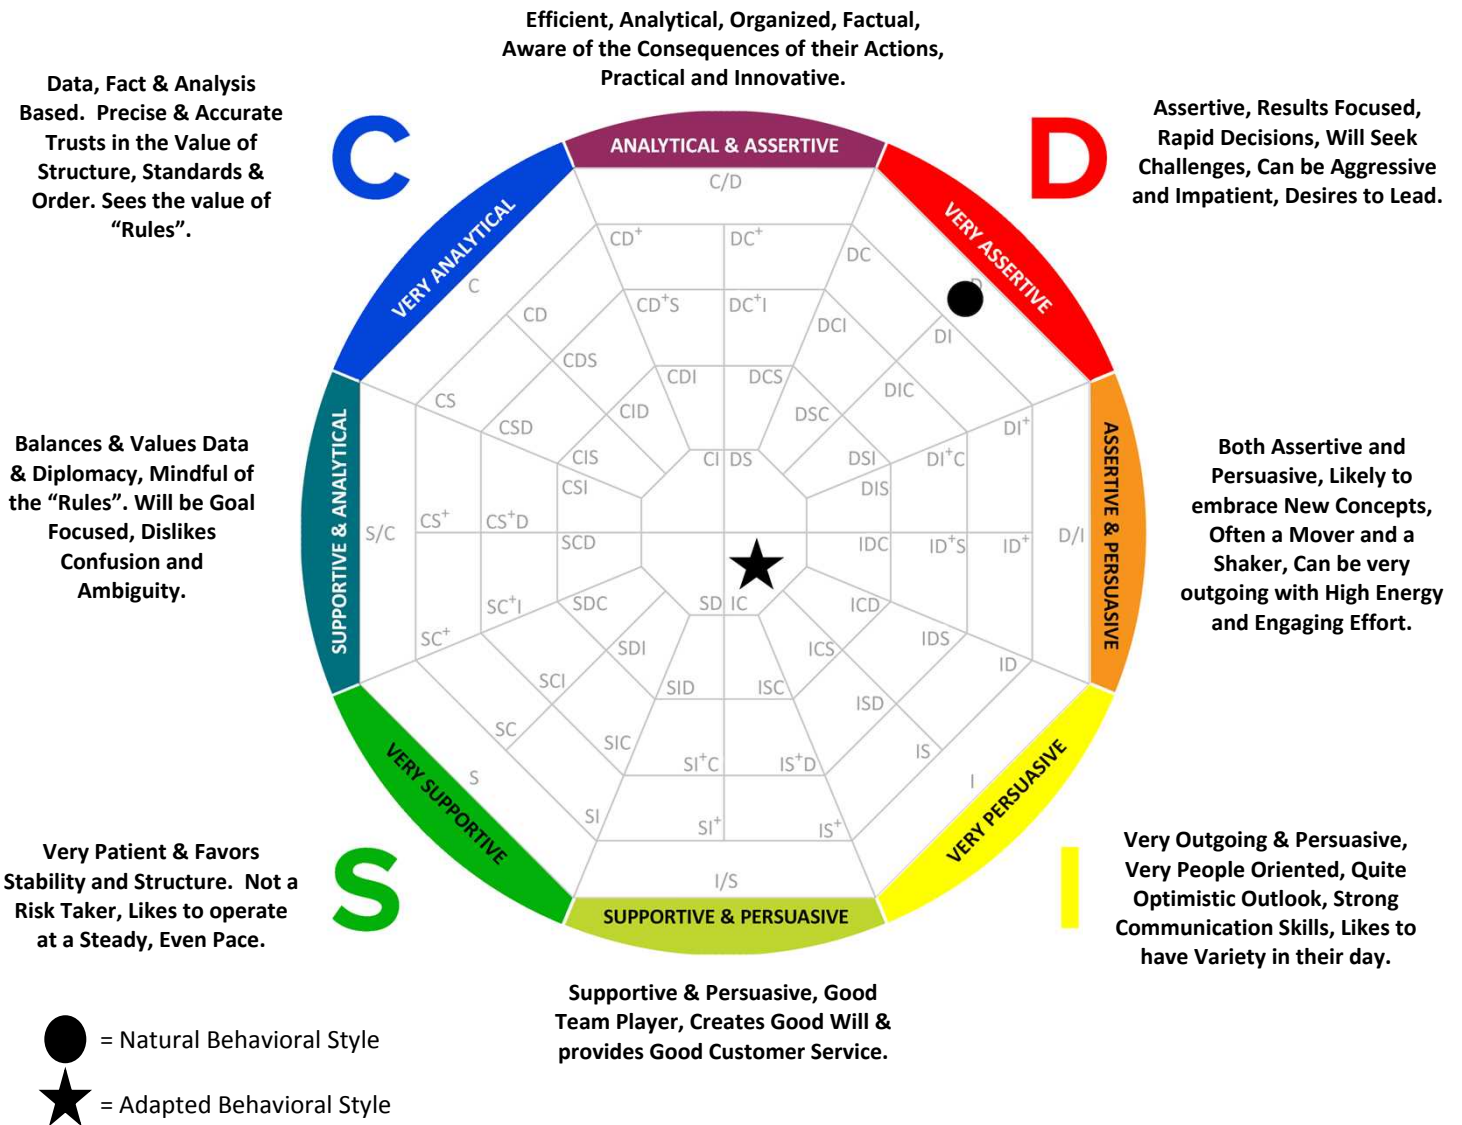 Efficient, Analytical, Organized, Factual,
Aware of the Consequences of their Actions,
Practical and Innovative.
Data, Fact & Analysis
Based.  Precise & Accurate
Trusts in the Value of
Structure, Standards &
Order. Sees the value of
“Rules”.
C
D
Assertive, Results Focused,
Rapid Decisions, Will Seek
Challenges, Can be Aggressive
and Impatient, Desires to Lead.
ANALYTICAL & ASSERTIVE
VERY ANALYTICAL
VERY ASSERTIVE
C/D
CD⁺
DC⁺
DC
C
D
CD
CD⁺S
DC⁺I
DCI
DI
CDS
CDI
DCS
DIC
CS
CID
DSC
CSD
DI⁺
CIS
CI
DS
DSI
DI⁺C
CSI
DIS
Balances & Values Data
& Diplomacy, Mindful of
the “Rules”. Will be Goal
Focused, Dislikes
Confusion and
Ambiguity.
SUPPORTIVE & ANALYTICAL
ASSERTIVE & PERSUASIVE
Both Assertive and
Persuasive, Likely to
embrace New Concepts,
Often a Mover and a
Shaker, Can be very
outgoing with High Energy
and Engaging Effort.
S/C
CS⁺
CS⁺D
SCD
IDC
ID⁺S
ID⁺
D/I
SC⁺I
SDC
SD
IC
ICD
SC⁺
IDS
SDI
ICS
ID
SCI
SID
ISC
ISD
SC
SIC
IS
SI⁺C
IS⁺D
S
I
SI
SI⁺
IS⁺
I/S
VERY SUPPORTIVE
VERY PERSUASIVE
SUPPORTIVE & PERSUASIVE
Very Patient & Favors
Stability and Structure.  Not a
Risk Taker, Likes to operate
at a Steady, Even Pace.
S
I
Very Outgoing & Persuasive,
Very People Oriented, Quite
Optimistic Outlook, Strong
Communication Skills, Likes to
have Variety in their day.
Supportive & Persuasive, Good
Team Player, Creates Good Will &
provides Good Customer Service.
= Natural Behavioral Style
= Adapted Behavioral Style